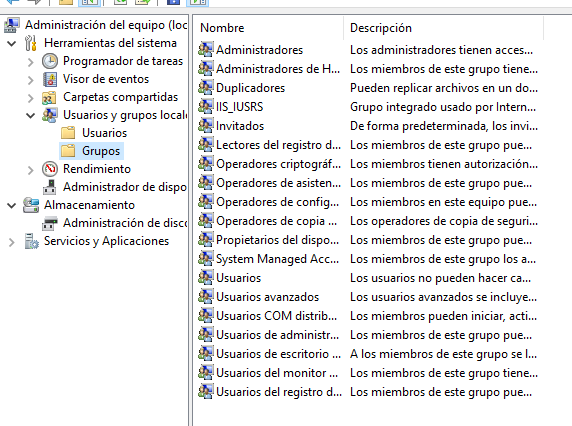 Administración del equipo (loc
Herramientas del sistema
Programador de tareas
Visor de eventos
Carpetas compartidas
Usuarios y grupos locale
Usuarios
Grupos
Rendimiento
Administrador de dispo
Almacenamiento
Administración de disco
Servicios y Aplicaciones
Nombre Descripción
Administradores Los administradores tienen acces...
Administradores de H... Los miembros de este grupo tiene...
Duplicadores Pueden replicar archivos en un do...
IIS_IUSRS Grupo integrado usado por Intern...
Invitados De forma predeterminada, los invi...
Lectores del registro d... Los miembros de este grupo pue...
Operadores criptográf... Los miembros tienen autorización...
Operadores de asisten... Los miembros de este grupo pue...
Operadores de config... Los miembros en este equipo pue...
Operadores de copia ... Los operadores de copia de seguri...
Propietarios del dispo... Los miembros de este grupo pue...
System Managed Acc... Los miembros de este grupo los a...
Usuarios Los usuarios no pueden hacer ca...
Usuarios avanzados Los usuarios avanzados se incluye...
Usuarios COM distrib... Los miembros pueden iniciar, acti...
Usuarios de administr... Los miembros de este grupo pue...
Usuarios de escritorio ... A los miembros de este grupo se l...
Usuarios del monitor ... Los miembros de este grupo tiene...
Usuarios del registro d... Los miembros de este grupo pue...